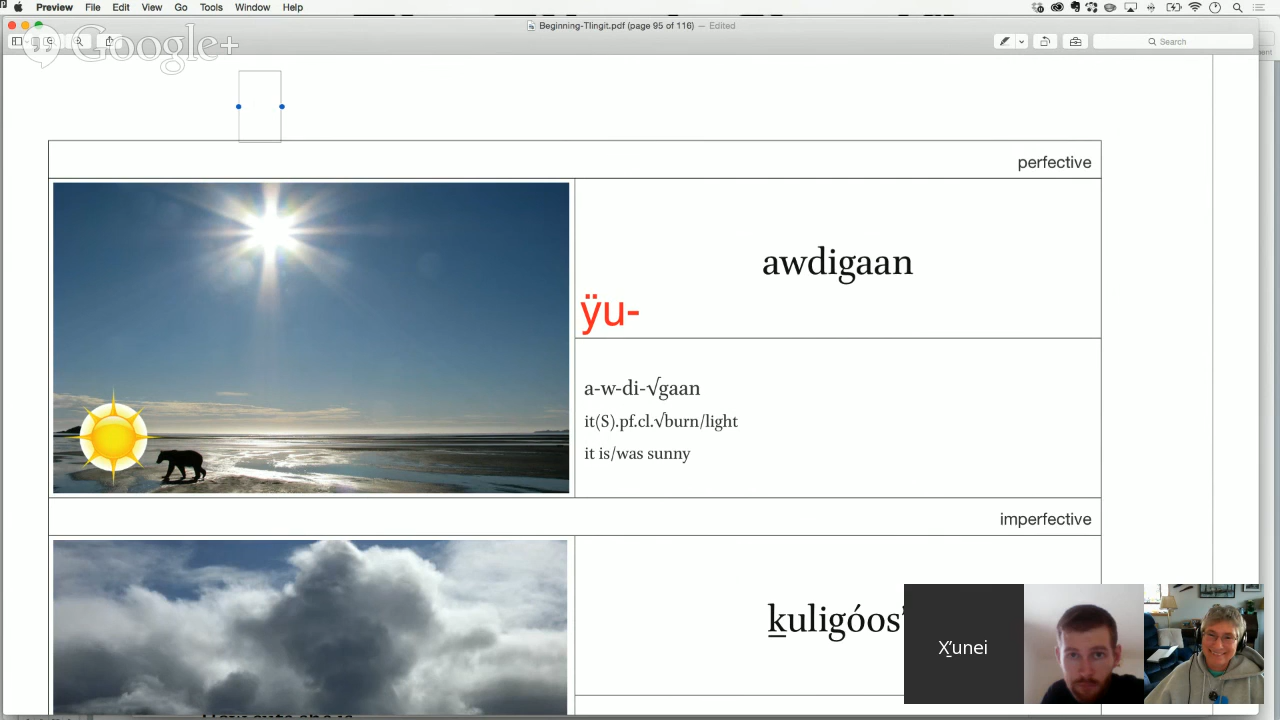 Preview File Edit View Go Tools Window Help
Beginning-Tlingit.pdf (page 95 of 116) — Edited
Google+
Search
perfective
awdigaan
ÿu-
a-w-di-√gaan
it(S).pf.cl.√burn/light
it is/was sunny
imperfective
ḵuligóos'
X̱'unei